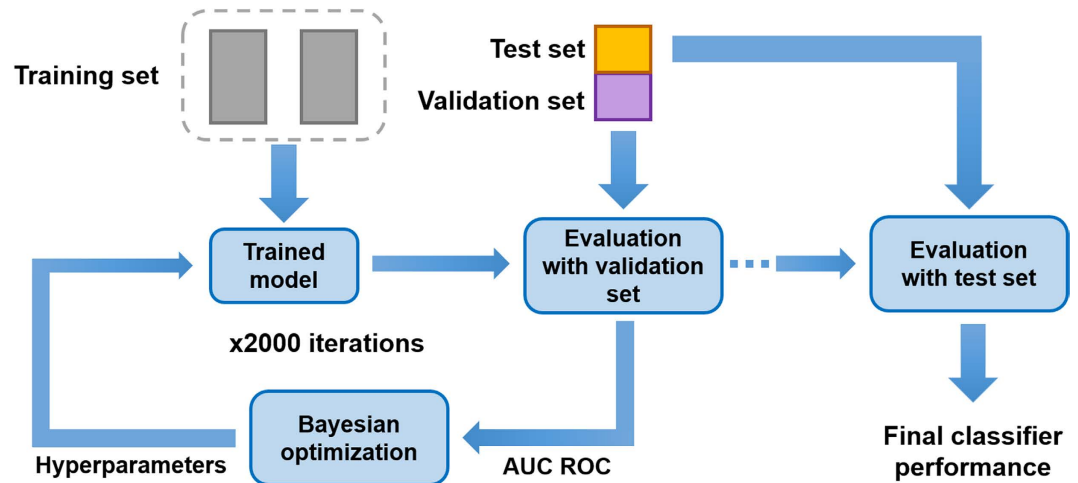 Training set
Test set
Validation set
Trained
model
Evaluation
with validation
set
Evaluation
with test set
x2000 iterations
Bayesian
optimization
Hyperparameters
AUC ROC
Final classifier
performance